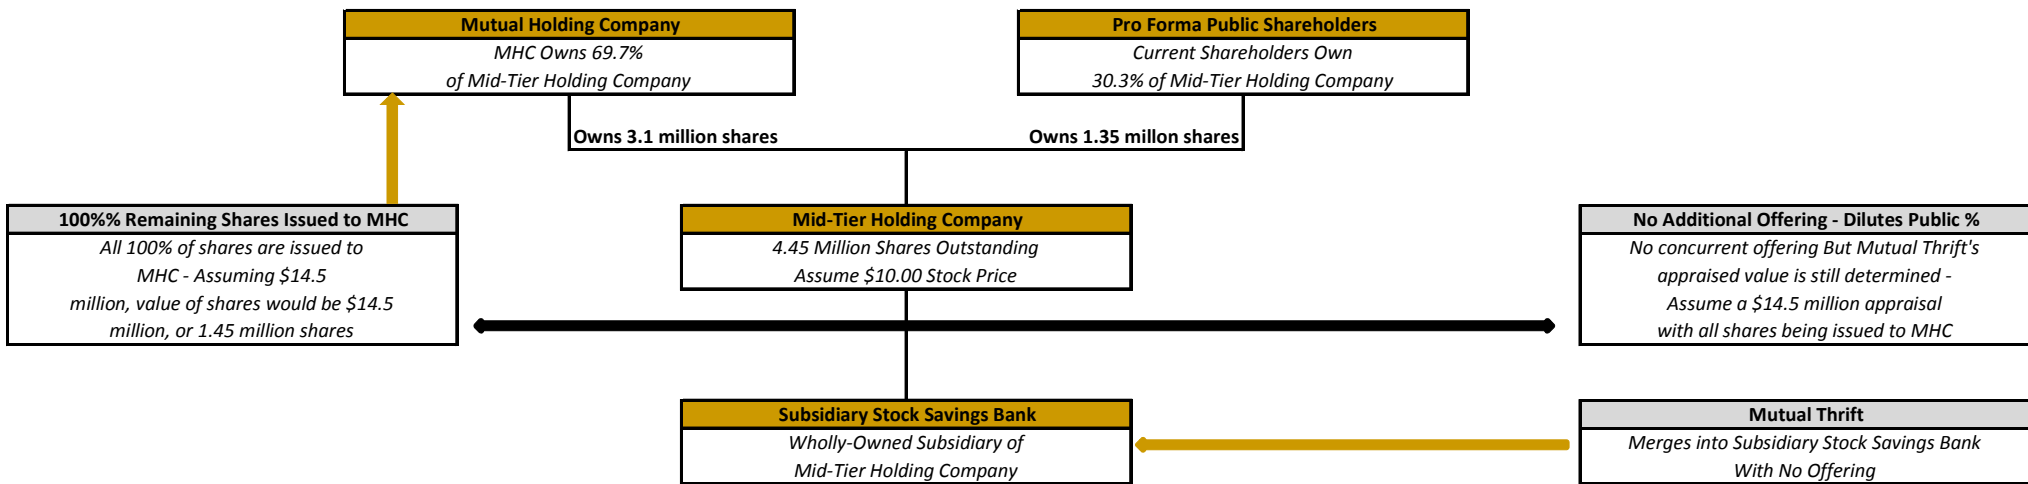 Mutual Holding Company
MHC Owns 69.7%
of Mid-Tier Holding Company
Pro Forma Public Shareholders
Current Shareholders Own
30.3% of Mid-Tier Holding Company
Owns 3.1 million shares
Owns 1.35 millon shares
100%% Remaining Shares Issued to MHC
All 100% of shares are issued to
MHC - Assuming $14.5
million, value of shares would be $14.5
million, or 1.45 million shares
Mid-Tier Holding Company
4.45 Million Shares Outstanding
Assume $10.00 Stock Price
No Additional Offering - Dilutes Public %
No concurrent offering But Mutual Thrift's
appraised value is still determined -
Assume a $14.5 million appraisal
with all shares being issued to MHC
Subsidiary Stock Savings Bank
Wholly-Owned Subsidiary of
Mid-Tier Holding Company
Mutual Thrift
Merges into Subsidiary Stock Savings Bank
With No Offering